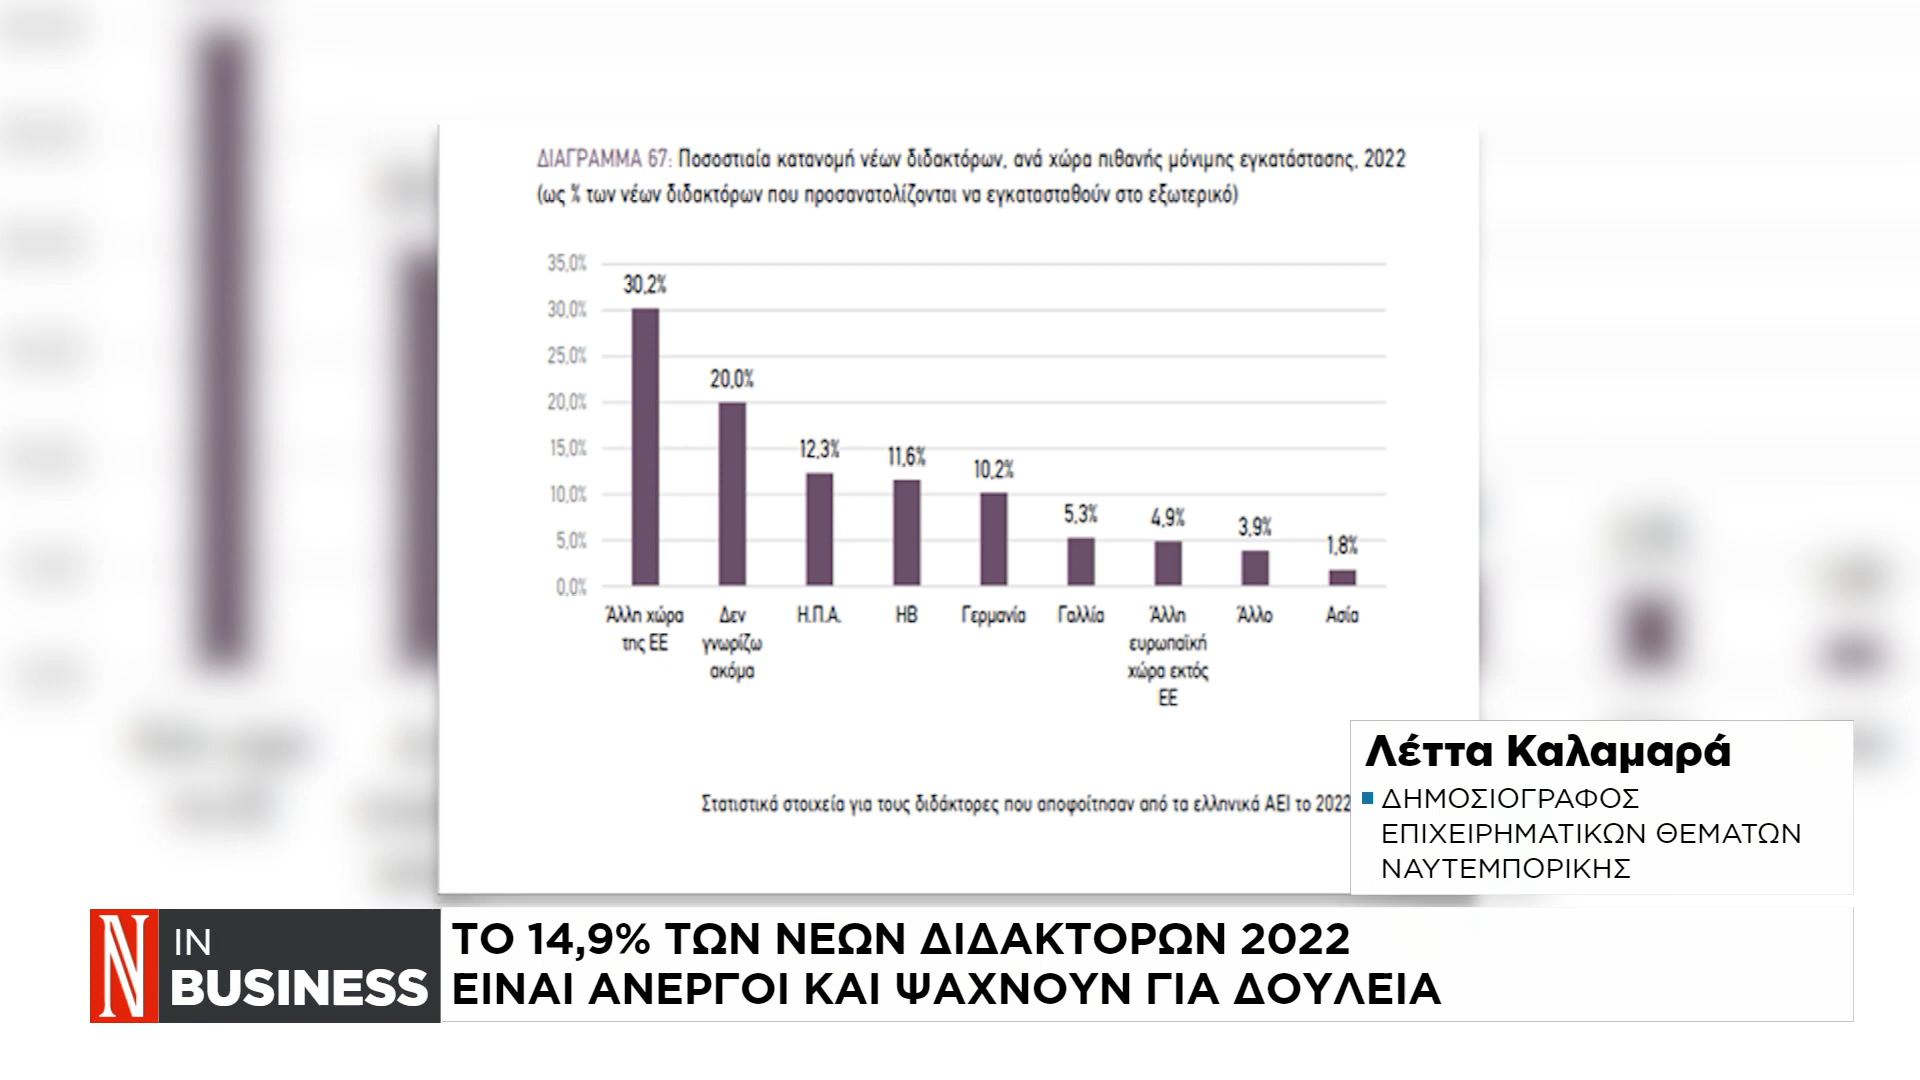 ΔΙΑΓΡΑΜΜΑ 67: Ποσοστιαία κατανομή νέων διδακτόρων, ανά χώρα πιθανής μόνιμης εγκατάστασης, 2022
(ως % των νέων διδακτόρων που προσανατολίζονται να εγκατασταθούν στο εξωτερικό)
35,0%
30,0%
25,0%
20,0%
15,0%
10,0%
5,0%
0,0%
30,2%
20,0%
12,3%
11,6%
10,2%
5,3%
4,9%
3,9%
1,8%
Άλλη χώρα
της ΕΕ
Δεν
γνωρίζω
ακόμα
Η.Π.Α.
ΗΒ
Γερμανία
Γαλλία
Άλλη
ευρωπαϊκή
χώρα εκτός
ΕΕ
Άλλο
Ασία
Στατιστικά στοιχεία για τους διδάκτορες που αποφοίτησαν από τα ελληνικά ΑΕΙ το 2022
Λέττα Καλαμαρά
ΔΗΜΟΣΙΟΓΡΑΦΟΣ
ΕΠΙΧΕΙΡΗΜΑΤΙΚΩΝ ΘΕΜΑΤΩΝ
ΝΑΥΤΕΜΠΟΡΙΚΗΣ
N IN
BUSINESS
ΤΟ 14,9% ΤΩΝ ΝΕΩΝ ΔΙΔΑΚΤΟΡΩΝ 2022
ΕΙΝΑΙ ΑΝΕΡΓΟΙ ΚΑΙ ΨΑΧΝΟΥΝ ΓΙΑ ΔΟΥΛΕΙΑ